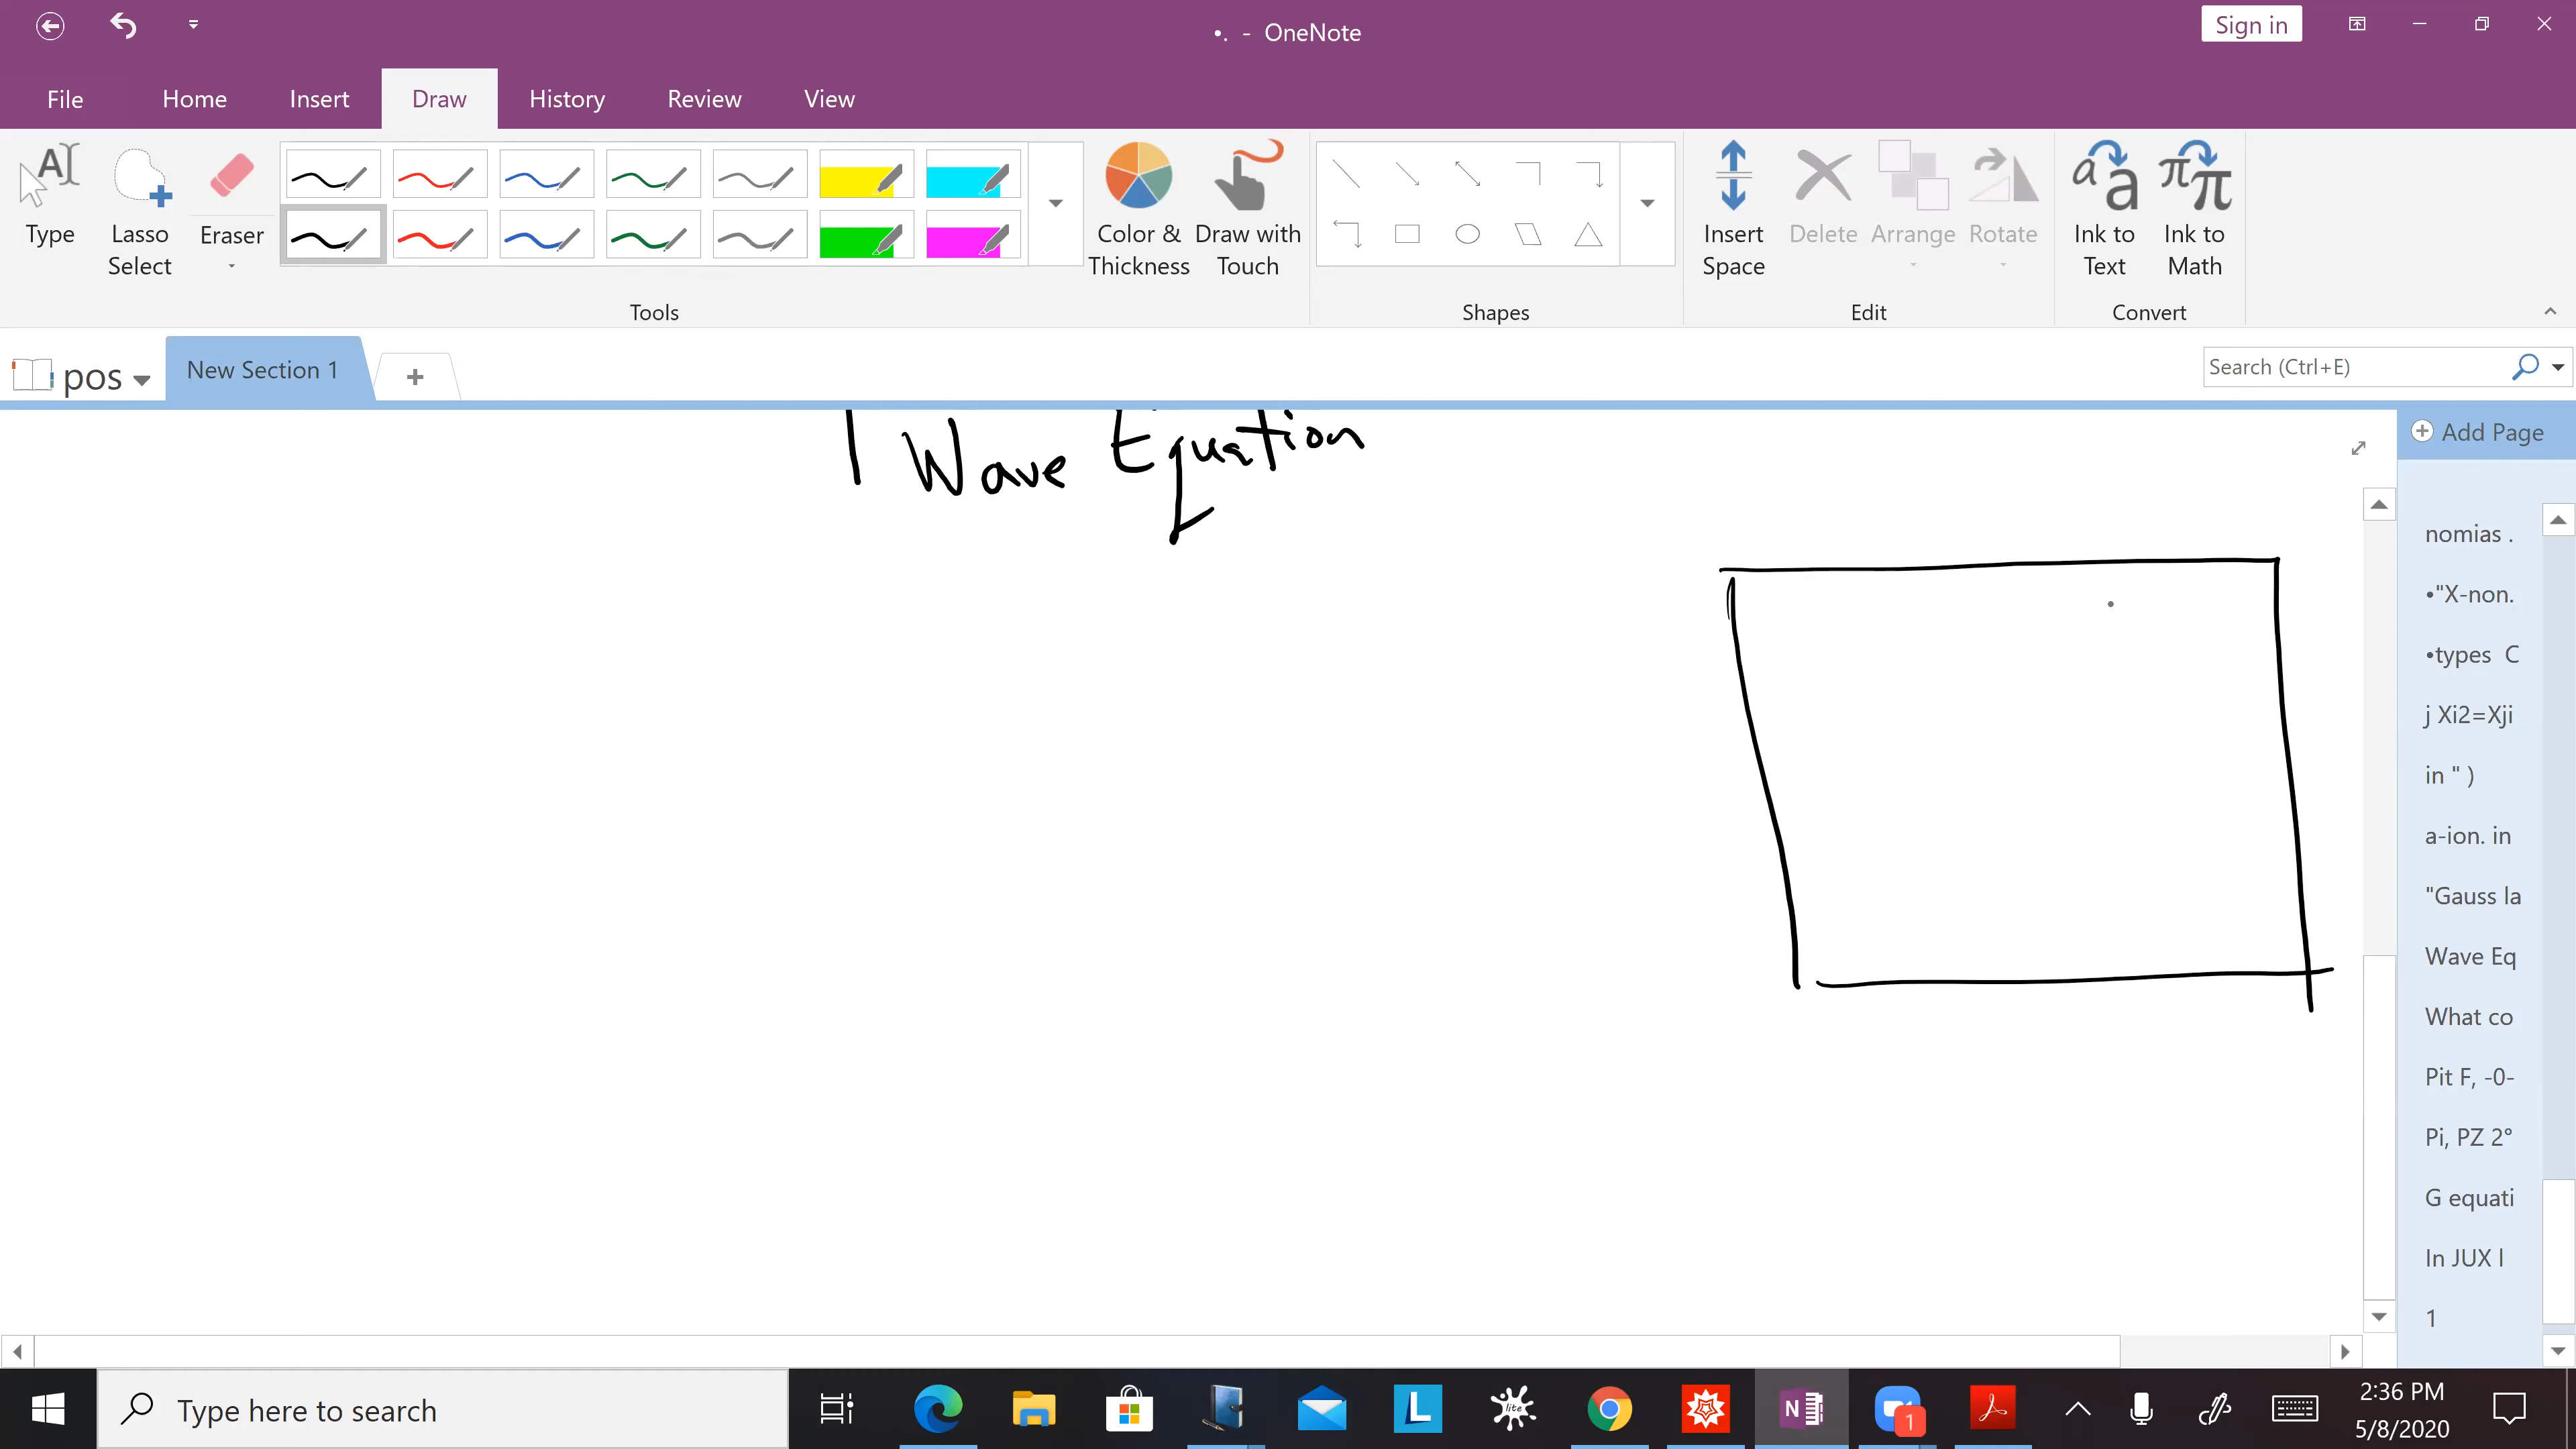 •. - OneNote
Sign in
File Home Insert Draw History Review View
Type
Lasso Select
Eraser
Color & Thickness
Draw with Touch
Insert Space
Delete
Arrange
Rotate
Ink to Text
Ink to Math
Tools
Shapes
Edit
Convert
pos
New Section 1
Search (Ctrl+E)
Wave Equation
Add Page
nomias .
•"X-non.
•types C
j Xi2=Xji
in " )
a-ion. in
"Gauss la
Wave Eq
What co
Pit F, -0-
Pi, PZ 2°
G equati
In JUX l
1
Type here to search
L
lite
N
1
2:36 PM
5/8/2020